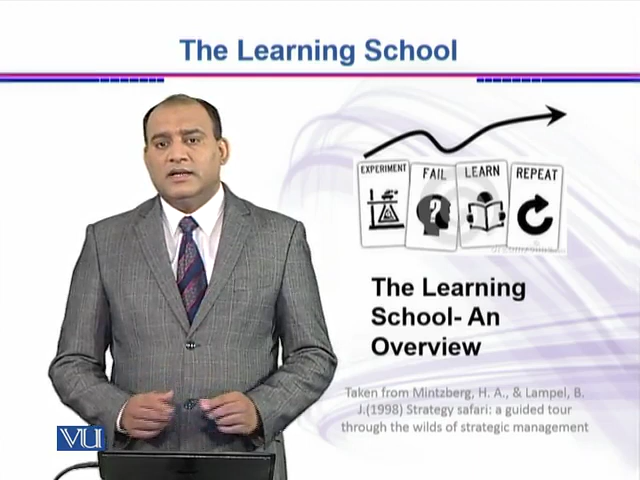 The Learning School
EXPERIMENT
FAIL
LEARN
REPEAT
?
The Learning
School- An
Overview
Taken from Mintzberg, H. A., & Lampel, B.
J.(1998) Strategy safari: a guided tour
through the wilds of strategic management
VU